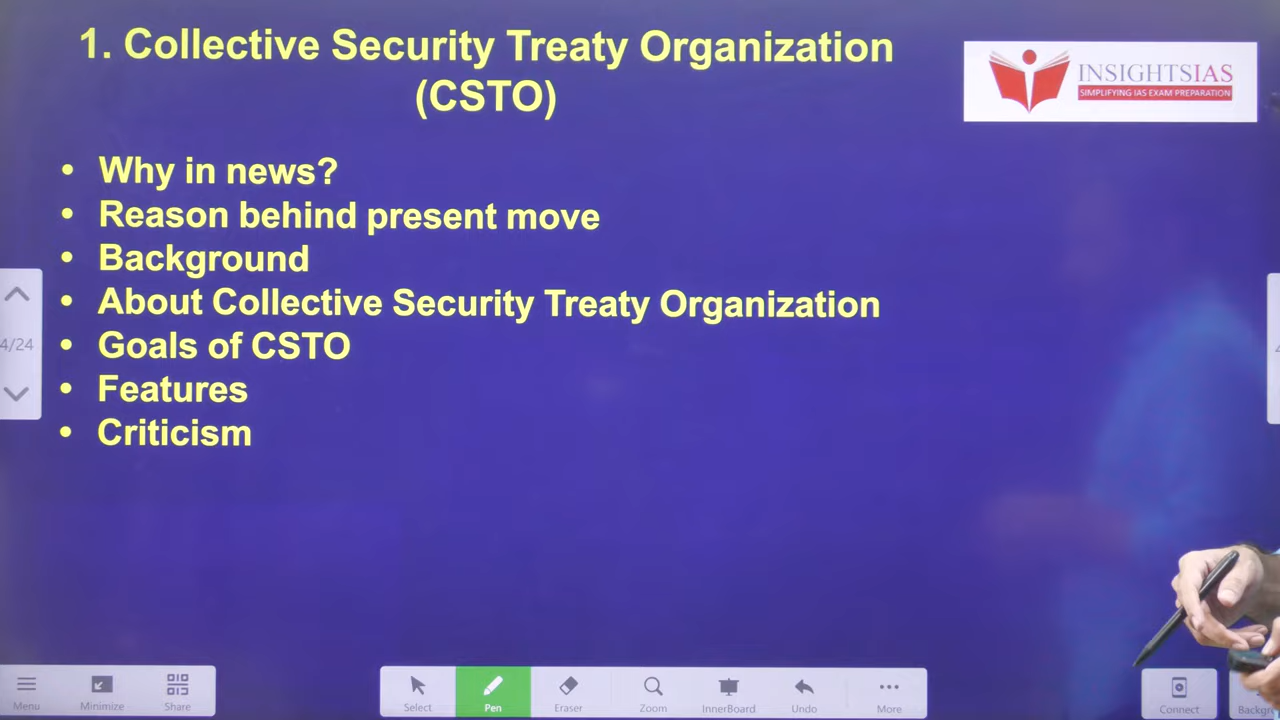 1. Collective Security Treaty Organization
(CSTO)
INSIGHTSIAS
SIMPLIFYING IAS EXAM PREPARATION
• Why in news?
• Reason behind present move
• Background
• About Collective Security Treaty Organization
• Goals of CSTO
• Features
• Criticism
4/24
Menu
Minimize
Share
Select
Pen
Eraser
Zoom
InnerBoard
Undo
More
Connect